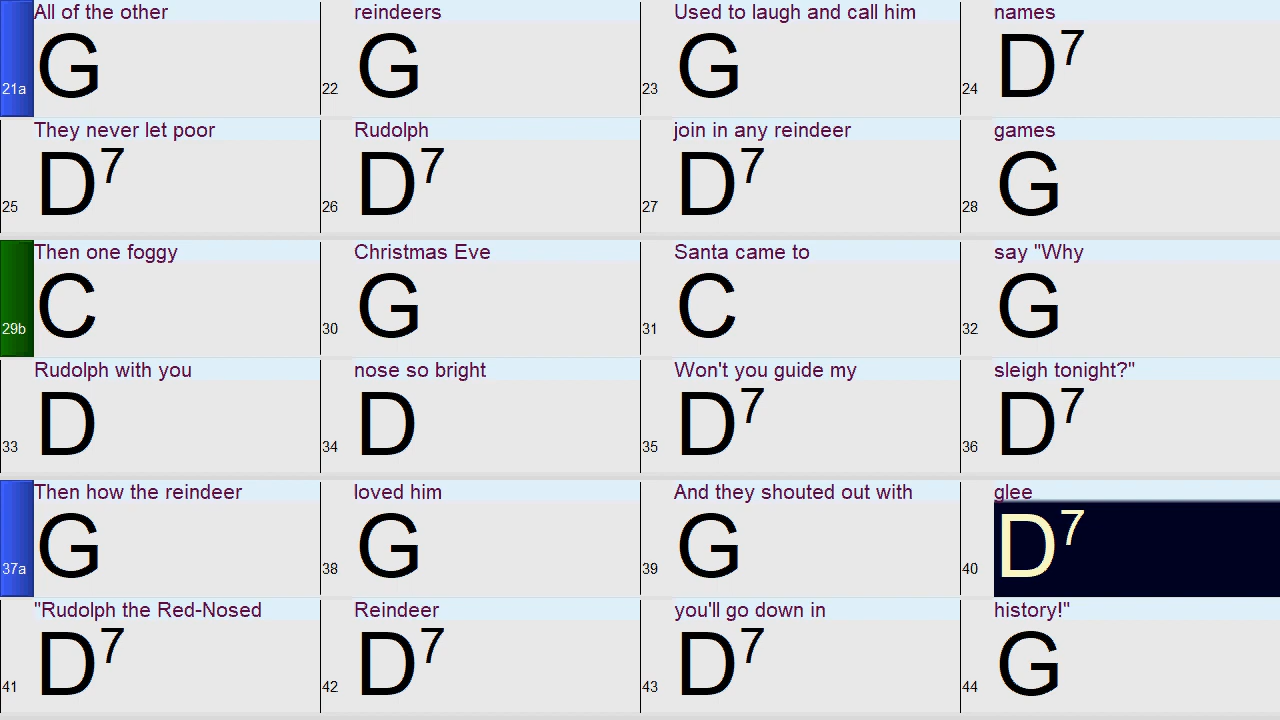 All of the other reindeers Used to laugh and call him names
21a G 22 G 23 G 24 D7
They never let poor Rudolph join in any reindeer games
25 D7 26 D7 27 D7 28 G
Then one foggy Christmas Eve Santa came to say "Why
29b C 30 G 31 C 32 G
Rudolph with you nose so bright Won't you guide my sleigh tonight?"
33 D 34 D 35 D7 36 D7
Then how the reindeer loved him And they shouted out with glee
37a G 38 G 39 G 40 D7
"Rudolph the Red-Nosed Reindeer you'll go down in history!"
41 D7 42 D7 43 D7 44 G